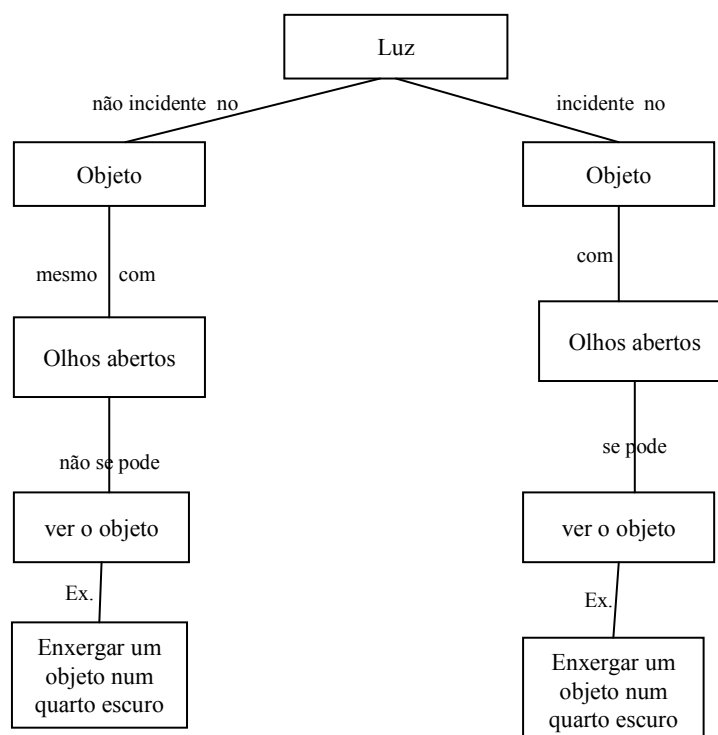 Luz
não incidente no
incidente no
Objeto
Objeto
mesmo com
com
Olhos abertos
Olhos abertos
não se pode
se pode
ver o objeto
ver o objeto
Ex.
Ex.
Enxergar um
objeto num
quarto escuro
Enxergar um
objeto num
quarto escuro